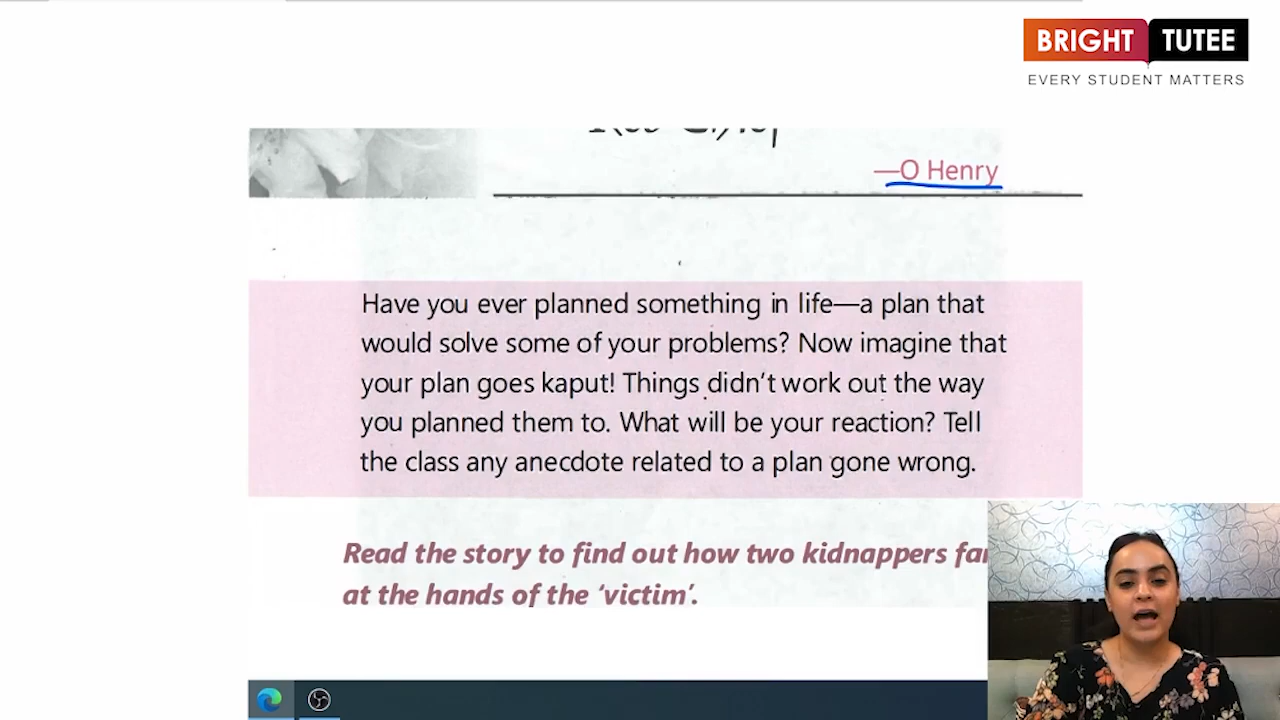 BRIGHT TUTEE
EVERY STUDENT MATTERS
—O Henry
Have you ever planned something in life—a plan that
would solve some of your problems? Now imagine that
your plan goes kaput! Things didn't work out the way
you planned them to. What will be your reaction? Tell
the class any anecdote related to a plan gone wrong.
Read the story to find out how two kidnappers
at the hands of the 'victim'.